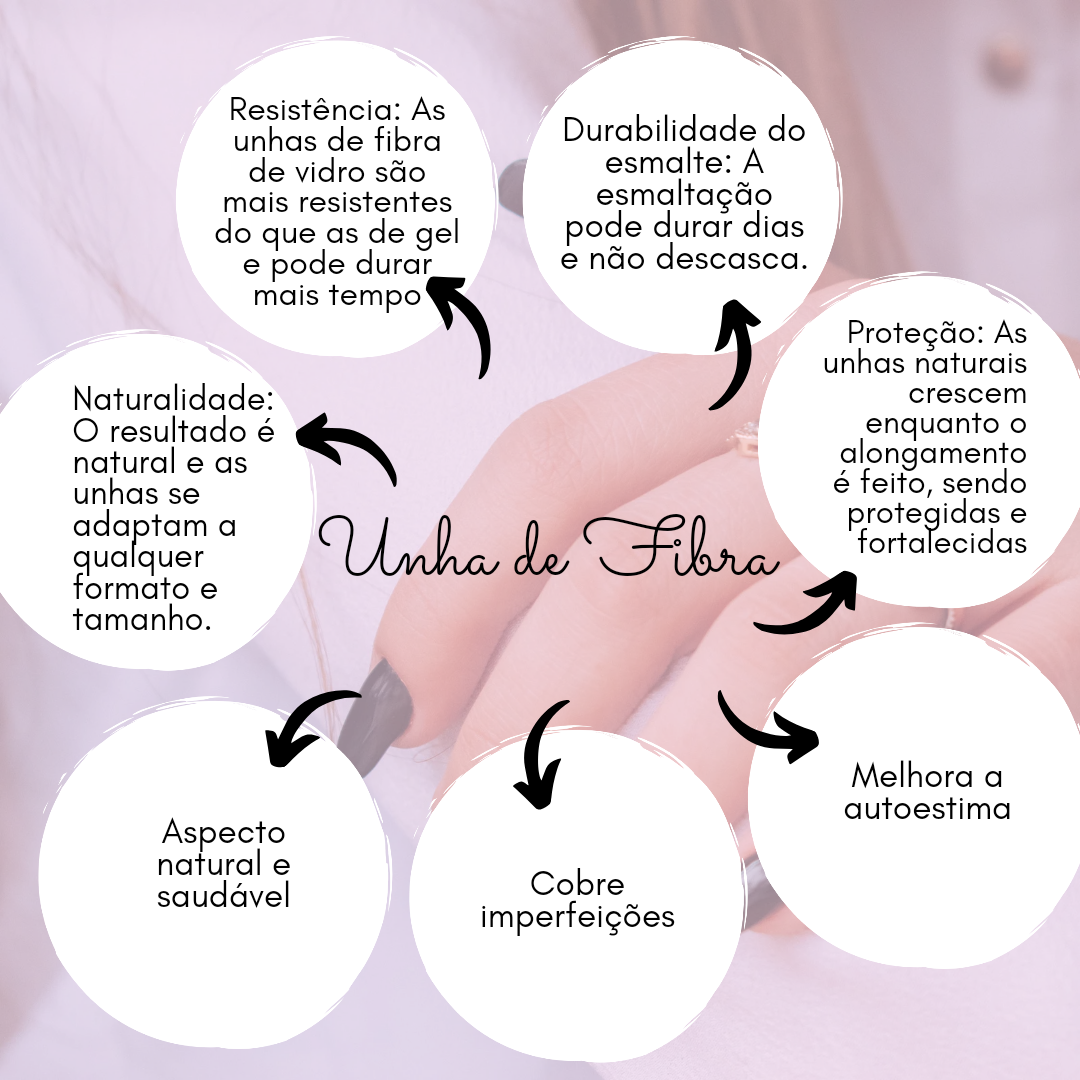 Resistência: As
unhas de fibra
de vidro são
mais resistentes
do que as de gel
e pode durar
mais tempo
Durabilidade do
esmalte: A
esmaltação
pode durar dias
e não descasca.
Proteção: As
unhas naturais
crescem
enquanto o
alongamento
é feito, sendo
protegidas e
fortalecidas
Naturalidade:
O resultado é
natural e as
unhas se
adaptam a
qualquer
formato e
tamanho.
Unha de Fibra
Melhora a
autoestima
Aspecto
natural e
saudável
Cobre
imperfeições